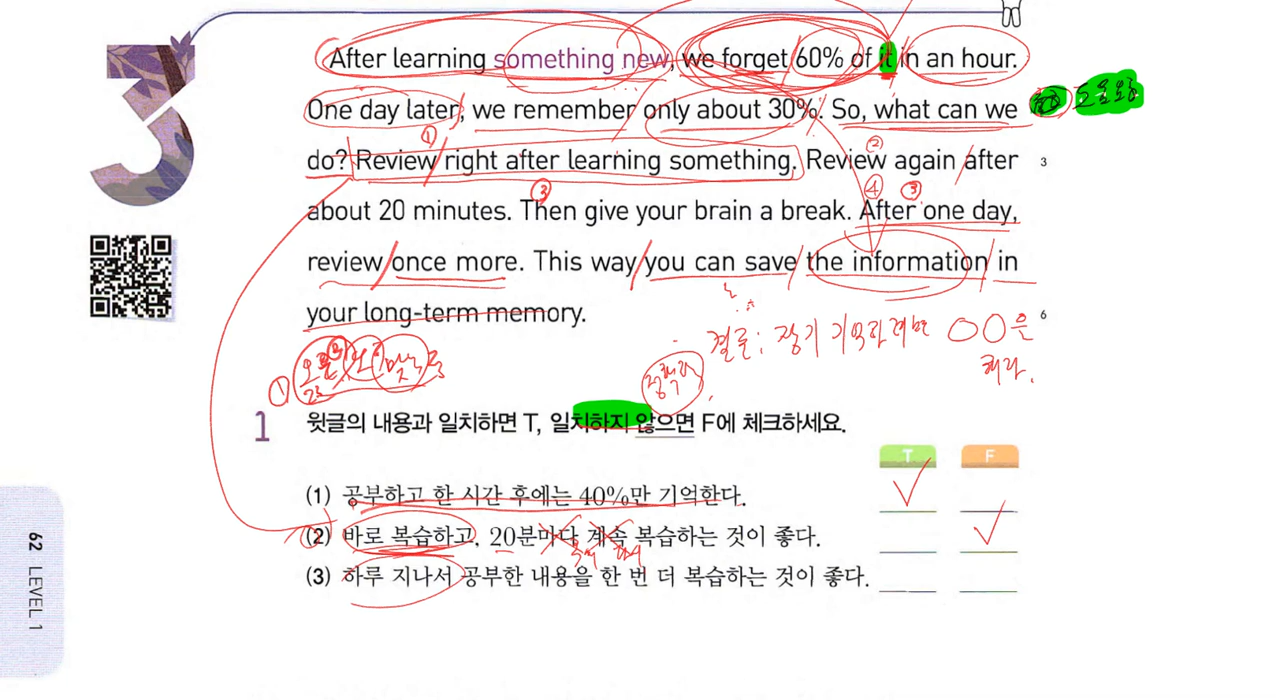 3
After learning something new, we forget 60% of it in an hour.
One day later, we remember only about 30%. So, what can we
do? Review right after learning something. Review again after
3
about 20 minutes. Then give your brain a break. After one day,
review once more. This way you can save the information in
your long-term memory.
6
결론; 장기 기억하려면 ○○은
해라.
1 윗글의 내용과 일치하면 T, 일치하지 않으면 F에 체크하세요.
T F
(1) 공부하고 한 시간 후에는 40%만 기억한다.
(2) 바로 복습하고, 20분마다 계속 복습하는 것이 좋다.
(3) 하루 지나서 공부한 내용을 한 번 더 복습하는 것이 좋다.
62 LEVEL 1